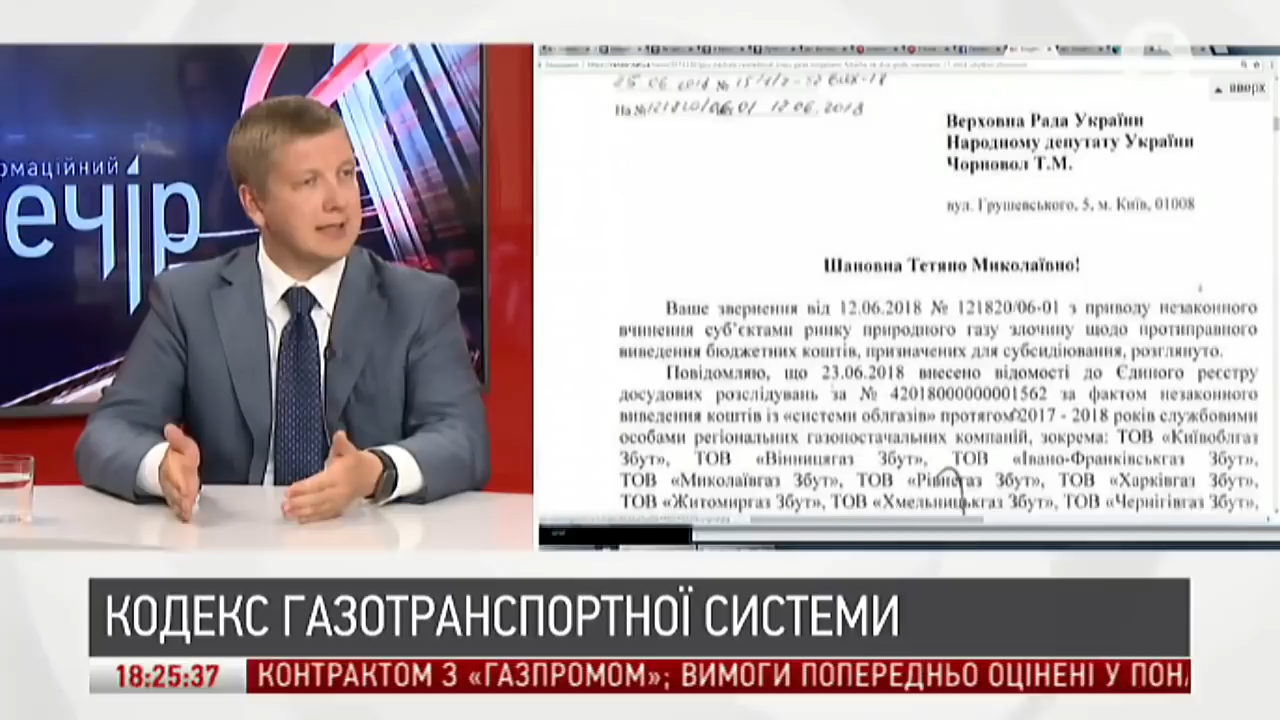 рмаційний
ечір
25 06 2018 №
На № 121820/06-01 12.06.2018
вверх
Верховна Рада України
Народному депутату України
Чорновол Т.М.
вул. Грушевського, 5, м. Київ, 01008
Шановна Тетяно Миколаївно!
Ваше звернення від 12.06.2018 № 121820/06-01 з приводу незаконного
вчинення суб'єктами ринку природного газу злочину щодо протиправного
виведення бюджетних коштів, призначених для субсидіювання, розглянуто.
Повідомляю, що 23.06.2018 внесено відомості до Єдиного реєстру
досудових розслідувань за № 42018000000001562 за фактом незаконного
виведення коштів із «системи облгазів» протягом 2017 - 2018 років службовими
особами регіональних газопостачальних компаній, зокрема: ТОВ «Київоблгаз
Збут», ТОВ «Вінницягаз Збут», ТОВ «Івано-Франківськгаз Збут»,
ТОВ «Миколаївгаз Збут», ТОВ «Рівнегаз Збут», ТОВ «Харківгаз Збут»,
ТОВ «Житомиргаз Збут», ТОВ «Хмельницькгаз Збут», ТОВ «Чернігівгаз Збут»,
КОДЕКС ГАЗОТРАНСПОРТНОЇ СИСТЕМИ
18:25:37 КОНТРАКТОМ З «ГАЗПРОМОМ»; ВИМОГИ ПОПЕРЕДНЬО ОЦІНЕНІ У ПОНА